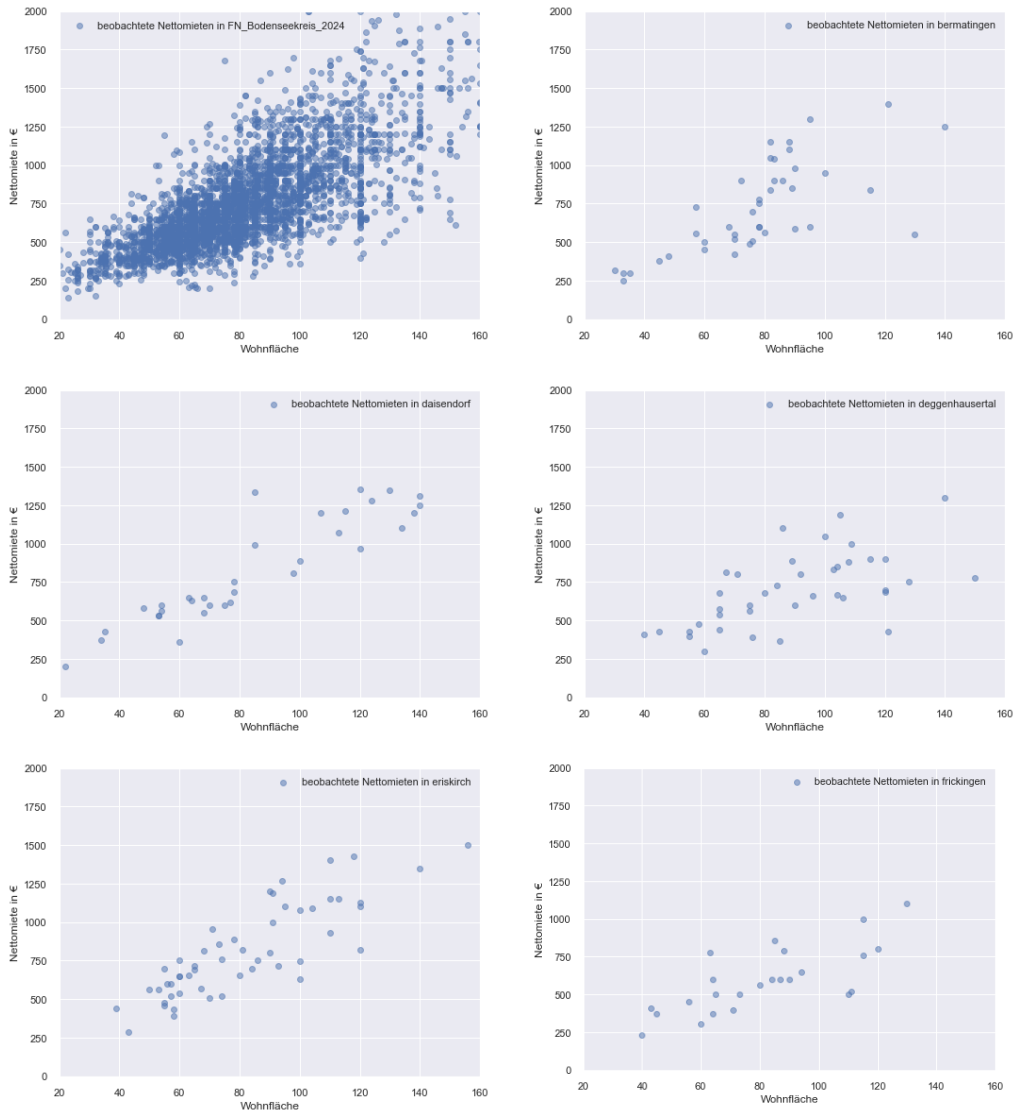 beobachtete Nettomieten in FN_Bodenseekreis_2024
Nettomiete in €
2000
1750
1500
1250
1000
750
500
250
0
20 40 60 80 100 120 140 160
Wohnfläche
beobachtete Nettomieten in bermatingen
Nettomiete in €
2000
1750
1500
1250
1000
750
500
250
0
20 40 60 80 100 120 140 160
Wohnfläche
beobachtete Nettomieten in daisendorf
Nettomiete in €
2000
1750
1500
1250
1000
750
500
250
0
20 40 60 80 100 120 140 160
Wohnfläche
beobachtete Nettomieten in deggenhausertal
Nettomiete in €
2000
1750
1500
1250
1000
750
500
250
0
20 40 60 80 100 120 140 160
Wohnfläche
beobachtete Nettomieten in eriskirch
Nettomiete in €
2000
1750
1500
1250
1000
750
500
250
0
20 40 60 80 100 120 140 160
Wohnfläche
beobachtete Nettomieten in frickingen
Nettomiete in €
2000
1750
1500
1250
1000
750
500
250
0
20 40 60 80 100 120 140 160
Wohnfläche